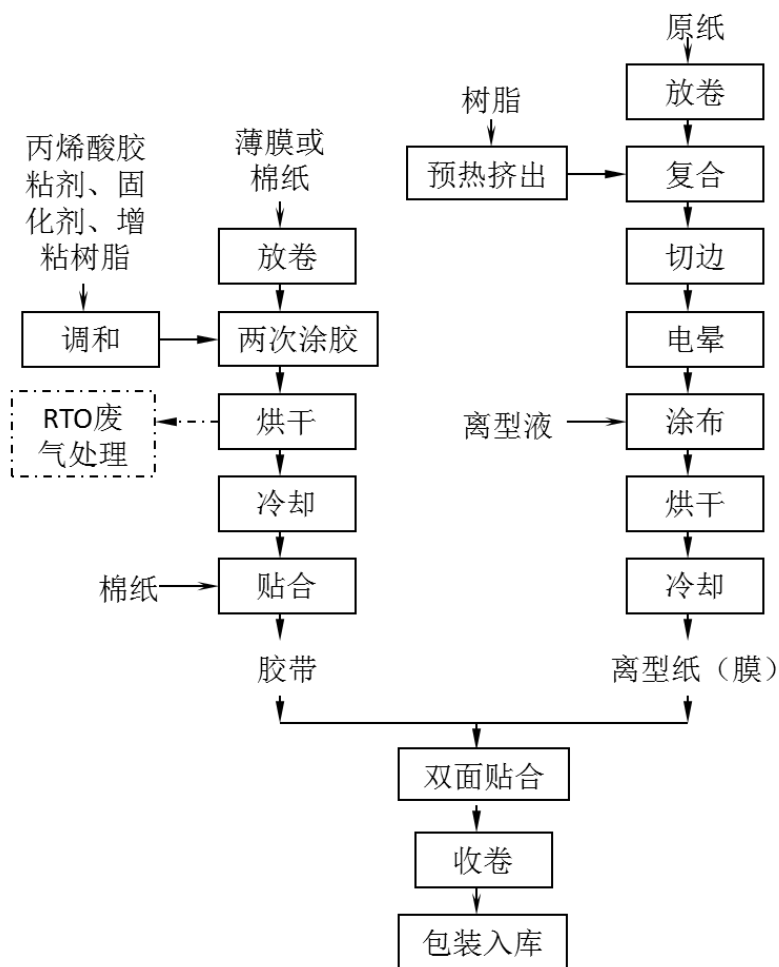 原纸
放卷
树脂
预热挤出
复合
丙烯酸胶
粘剂、固
化剂、增
粘树脂
薄膜或
棉纸
放卷
切边
调和
两次涂胶
电晕
RTO废
气处理
烘干
离型液
涂布
冷却
烘干
棉纸
贴合
冷却
胶带
离型纸（膜）
双面贴合
收卷
包装入库